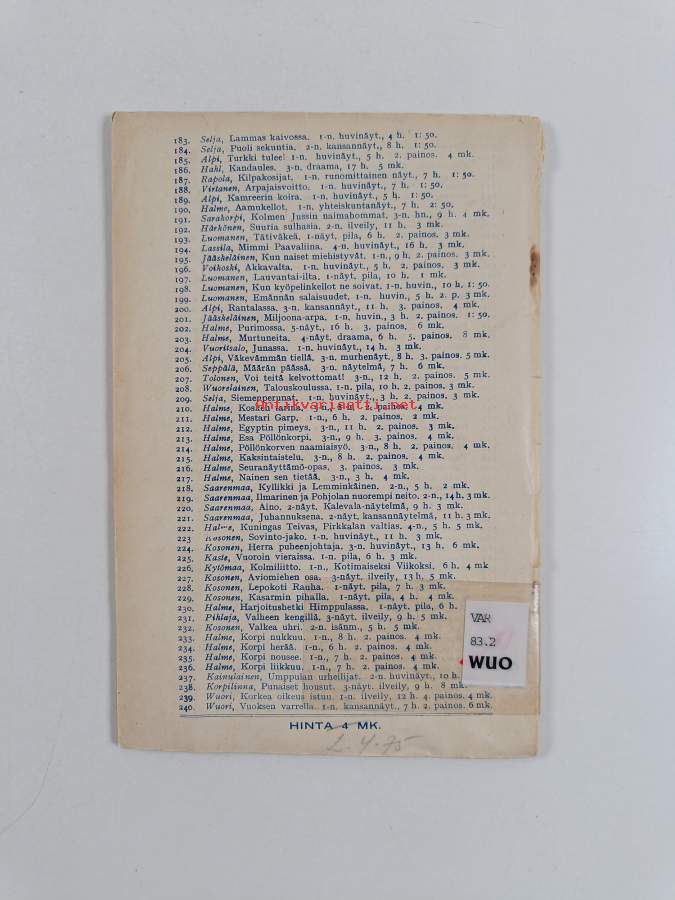 183. Selja, Lammas kaivossa. 1-n. huvinäyt., 4 h. 1: 50.
184. Selja, Puoli sekuntia. 2-n. kansannäyt., 8 h. 1: 50.
185. Alpi, Turkki tulee! 1-n. huvinäyt., 5 h. 2. painos. 4 mk.
186. Hahl, Kandaules. 3-n. draama, 17 h. 5 mk.
187. Rapola, Kilpakosijat. 1-n. runomittainen näyt., 7 h. 1: 50.
188. Virtanen, Arpajaisvoitto. 1-n. huvinäyt., 7 h. 1: 50.
189. Alpi, Kamreerin koira. 1-n. huvinäyt., 5 h. 1: 50.
190. Halme, Aamukellot. 1-n. yhteiskuntanäyt., 7 h. 2: 50.
191. Sarakorpi, Kolmen Jussin naimahommat. 3-n. hn., 9 h. 4 mk.
192. Härkönen, Suuria sulhasia. 2-n. ilveily, 11 h. 3 mk.
193. Luomanen, Tätiväkeä. 1-näyt. pila, 6 h. 2. painos. 3 mk.
194. Lassila, Mimmi Paavaliina. 4-n. huvinäyt., 16 h. 3 mk.
195. Jääskeläinen, Kun naiset miehistyvät. 1-n., 9 h. 2. painos. 3 mk.
196. Voikoski, Akkavalta. 1-n. huvinäyt., 5 h. 2. painos. 3 mk.
197. Luomanen, Lauvantai-ilta. 1-näyt. pila, 10 h. 1 mk.
198. Luomanen, Kun kyöpelinkellot ne soivat. 1-n. huvin., 10 h. 1: 50.
199. Luomanen, Emännän salaisuudet. 1-n. huvin., 5 h. 2. p. 3 mk.
200. Alpi, Rantalassa. 3-n. kansannäyt., 11 h. 3. painos. 4 mk.
201. Jääskeläinen, Miljoona-arpa. 1-n. huvin., 3 h. 2. painos. 1: 50.
202. Halme, Purimossa. 5-näyt., 16 h. 3. painos. 6 mk.
203. Halme, Murtuneita. 4-näyt. draama, 6 h. 5. painos. 8 mk.
204. Vuoritsalo, Junassa. 1-n. huvinäyt., 14 h. 3 mk.
205. Alpi, Väkevämmän tiellä. 3-n. murhenäyt., 8 h. 3. painos. 5 mk.
206. Seppälä, Määrän päässä. 3-n. näytelmä, 7 h. 6 mk.
207. Tolonen, Voi teitä kelvottomat! 3-n., 12 h. 2. painos. 5 mk.
208. Wuorelainen, Talouskoulussa. 1-n. pila, 10 h. 2. painos. 3 mk.
209. Selja, Siemenperunat. 1-n. huvinäyt., 3 h. 2. painos. 3 mk.
210. Halme, Kosken tarina. 2. painos. 4 mk.
Antiikvariaatti.net
211. Halme, Mestari Garp. 1-n., 6 h. 2. painos. 2 mk.
212. Halme, Egyptin pimeys. 3-n., 11 h. 2. painos. 3 mk.
213. Halme, Esa Pöllönkorpi. 3-n., 9 h. 3. painos. 4 mk.
214. Halme, Pöllönkorven naamiaisyö. 3-n., 8 h. 2. painos. 4 mk.
215. Halme, Kaksintaistelu. 3-n., 8 h. 2. painos. 4 mk.
216. Halme, Seuranäyttämö-opas. 3. painos. 3 mk.
217. Halme, Nainen sen tietää. 3-n., 3 h. 4 mk.
218. Saarenmaa, Kyllikki ja Lemminkäinen. 2-n., 5 h. 2 mk.
219. Saarenmaa, Ilmarinen ja Pohjolan nuorempi neito. 2-n., 14 h. 3 mk.
220. Saarenmaa, Aino. 2-näyt. Kalevala-näytelmä, 9 h. 3 mk.
221. Saarenmaa, Juhannuksena. 2-näyt. kansannäytelmä, 11 h. 3 mk.
222. Halme, Kuningas Teivas, Pirkkalan valtias. 4-n., 5 h. 5 mk.
223 Kosonen, Sovinto-jako. 1-n. huvinäyt., 11 h. 3 mk.
224. Kosonen, Herra puheenjohtaja. 3-n. huvinäyt., 13 h. 6 mk.
225. Kaste, Vuoroin vieraissa. 1-n. pila, 6 h. 3 mk.
226. Kytömaa, Kolmiliitto. 1-n., Kotimaiseksi Viikoksi. 6 h. 4 mk
227. Kosonen, Aviomiehen osa. 3-näyt. ilveily, 13 h. 5 mk.
228. Kosonen, Lepokoti Rauha. 1-näyt. pila, 7 h. 3 mk.
229. Kosonen, Kasarmin pihalla. 1-näyt. pila, 4 h. 4 mk.
230. Halme, Harjoitushetki Himppulassa. 1-näyt. pila, 6 h.
231. Pihlaja, Valheen kengillä. 3-näyt. ilveily, 9 h. 5 mk.
232. Kosonen, Valkea uhri. 2-n. isänm., 5 h. 5 mk.
233. Halme, Korpi nukkuu. 1-n., 8 h. 2. painos. 4 mk.
234. Halme, Korpi herää. 1-n., 6 h. 2. painos. 4 mk.
235. Halme, Korpi nousee. 1-n., 7 h. 2. painos. 4 mk.
236. Halme, Korpi liikkuu. 1-n., 7 h. 2. painos. 4 mk.
237. Kainulainen, Umppulan urheilijat. 2-n. huvinäyt., 10 h.
238. Korpilinna, Punaiset housut. 3-näyt. ilveily, 9 h. 8 mk.
239. Wuori, Korkea oikeus istuu. 1-n. ilveily, 12 h. 4. painos. 4 mk.
240. Wuori, Vuoksen varrella. 1-n. kansannäyt., 7 h. 2. painos. 6 mk.
HINTA 4 MK.
2. 4. 75
VAR
83.2
WUO